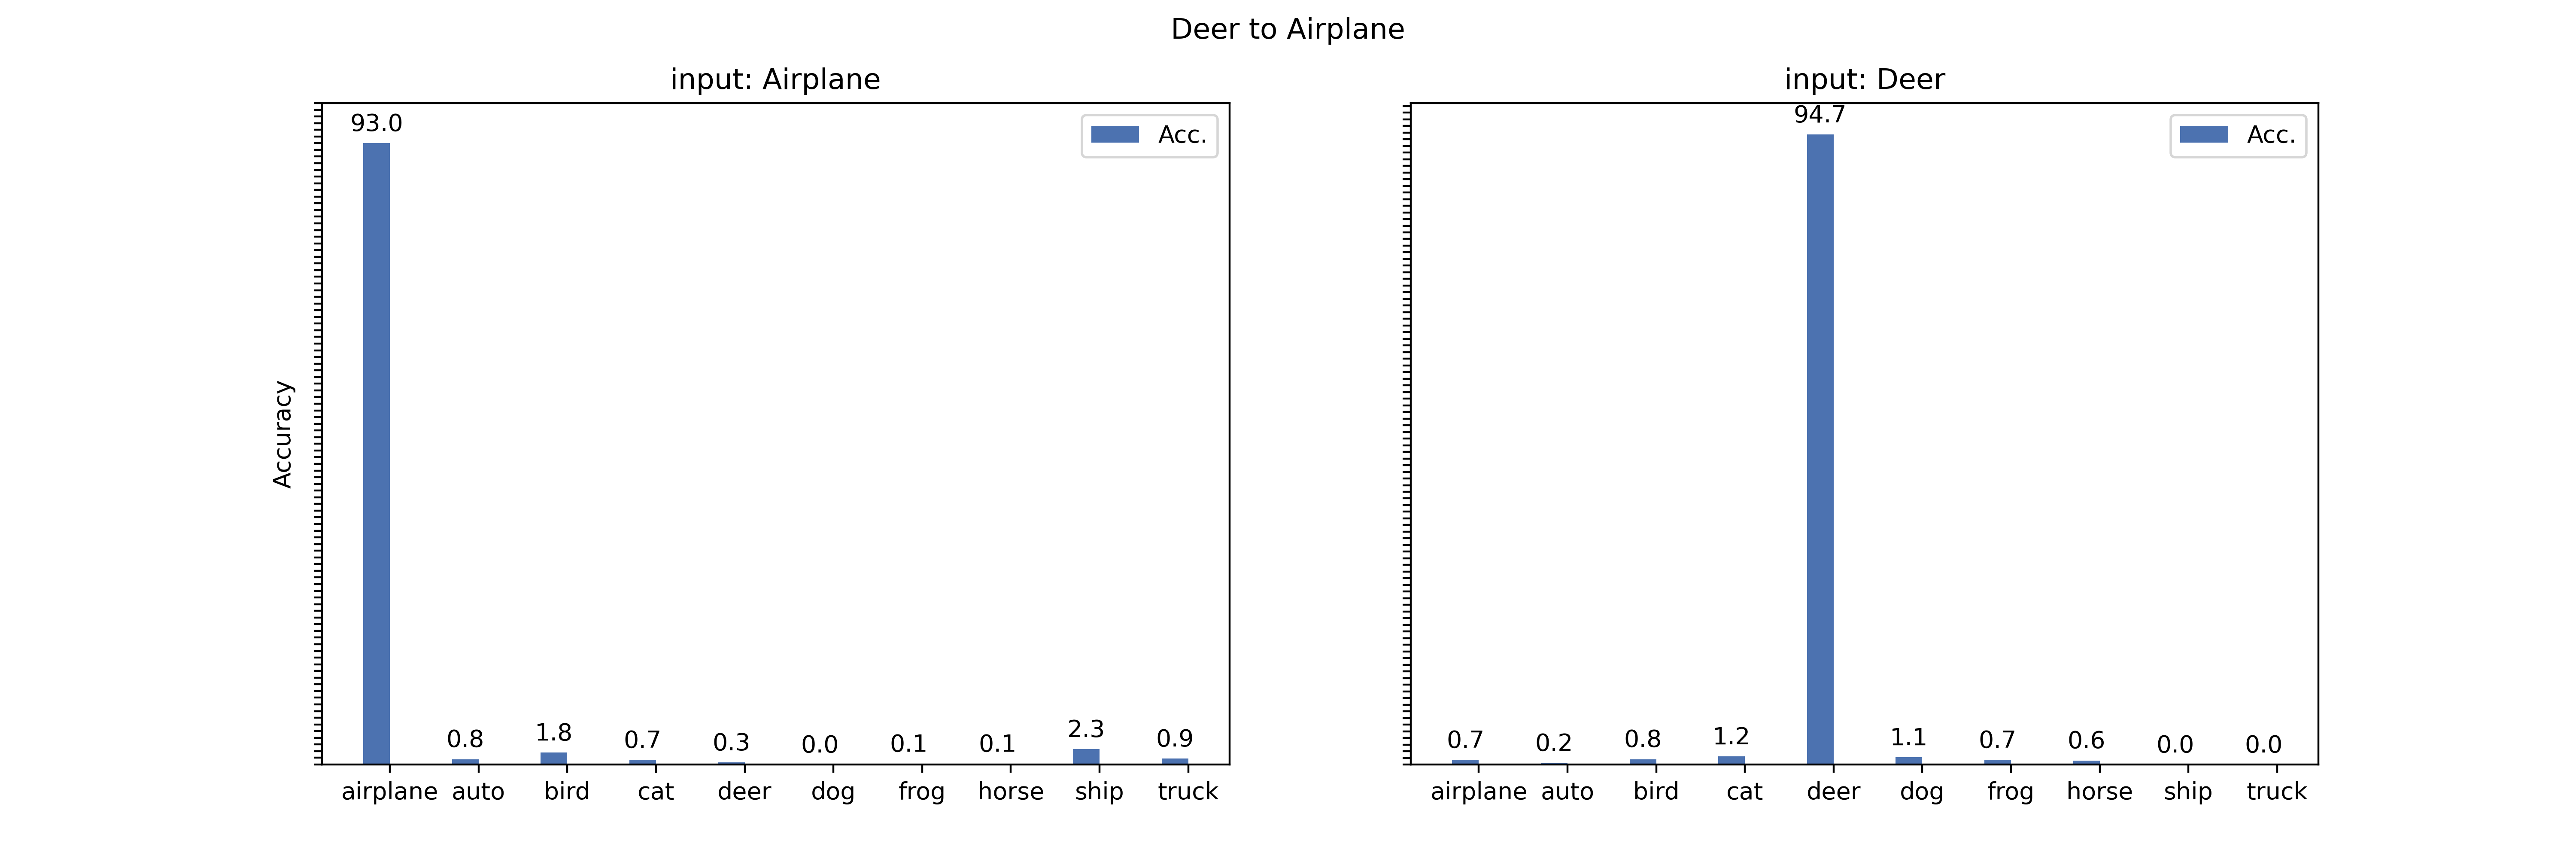 Deer to Airplane
input: Airplane
Accuracy
93.0
0.8
1.8
0.7
0.3
0.0
0.1
0.1
2.3
0.9
Acc.
airplane auto bird cat deer dog frog horse ship truck
input: Deer
0.7
0.2
0.8
1.2
94.7
1.1
0.7
0.6
0.0
0.0
Acc.
airplane auto bird cat deer dog frog horse ship truck